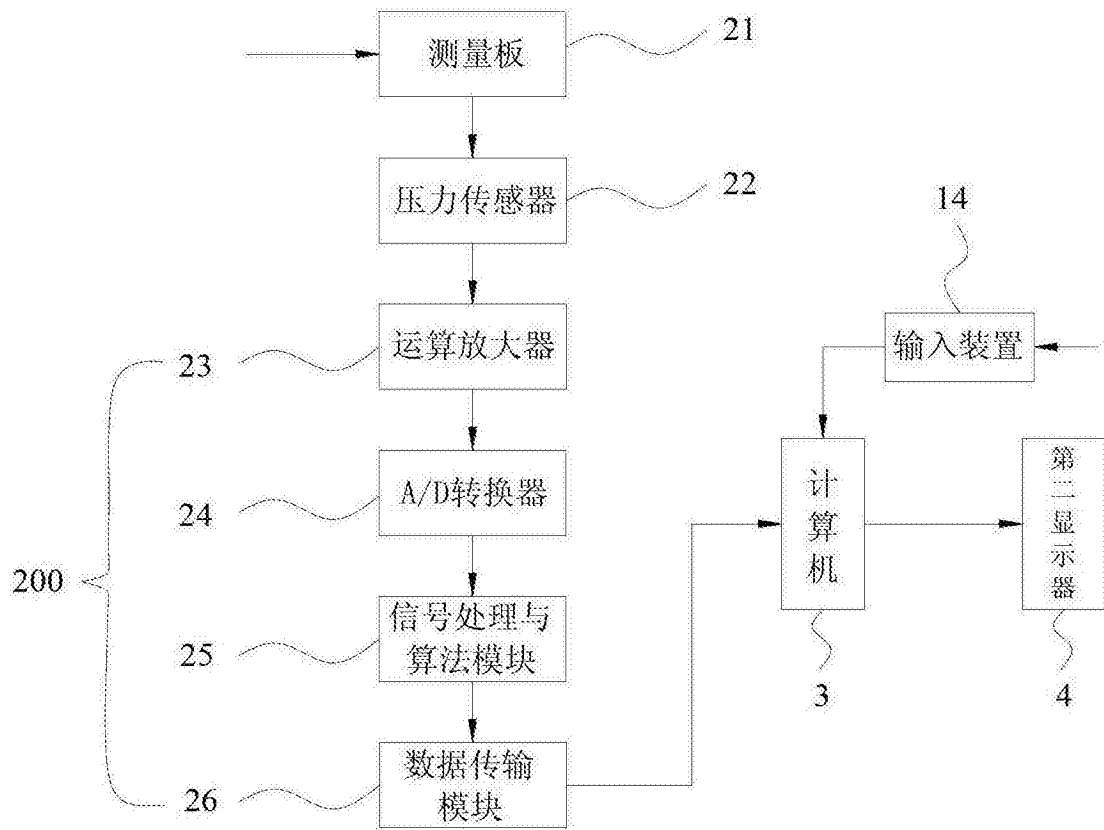 测量板
21
压力传感器
22
14
运算放大器
23
输入装置
A/D转换器
24
计算机
第二显示器
200
信号处理与
算法模块
25
3
4
数据传输
模块
26